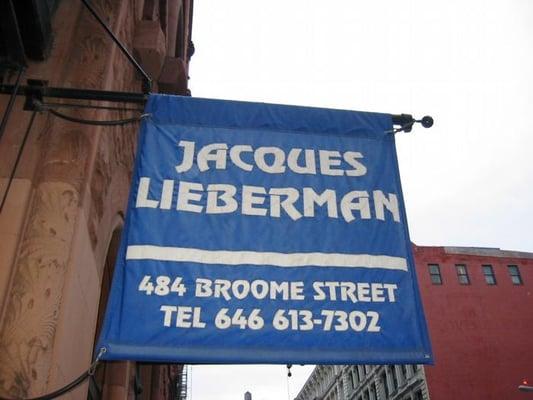 JACQUES
LIEBERMAN
484 BROOME STREET
TEL 646 613-7302